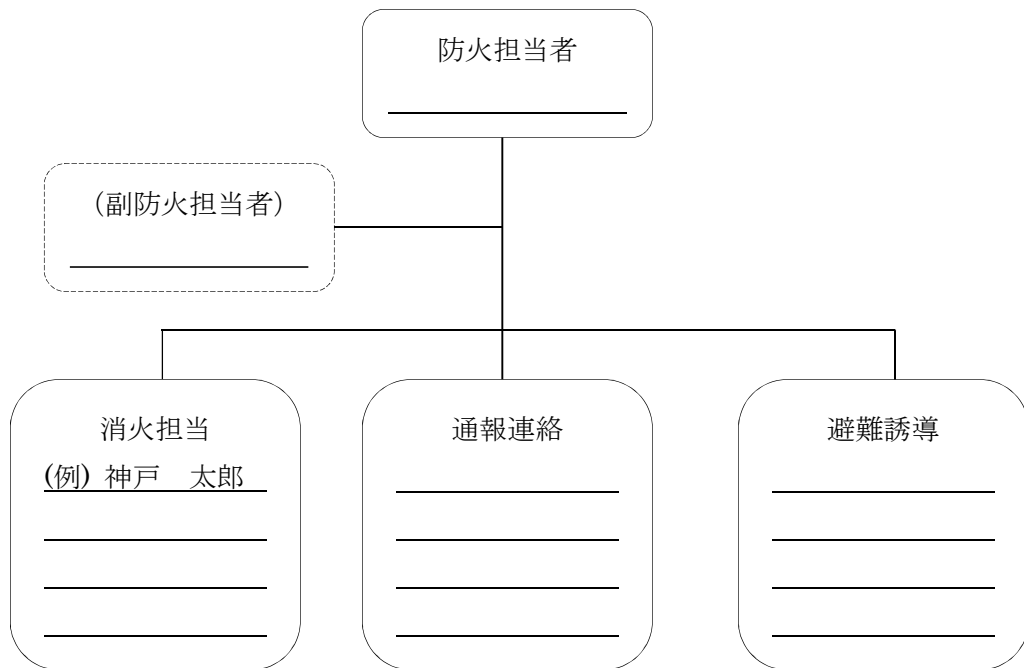 防火担当者
(副防火担当者)
消火担当
(例) 神戸　太郎
通報連絡
避難誘導